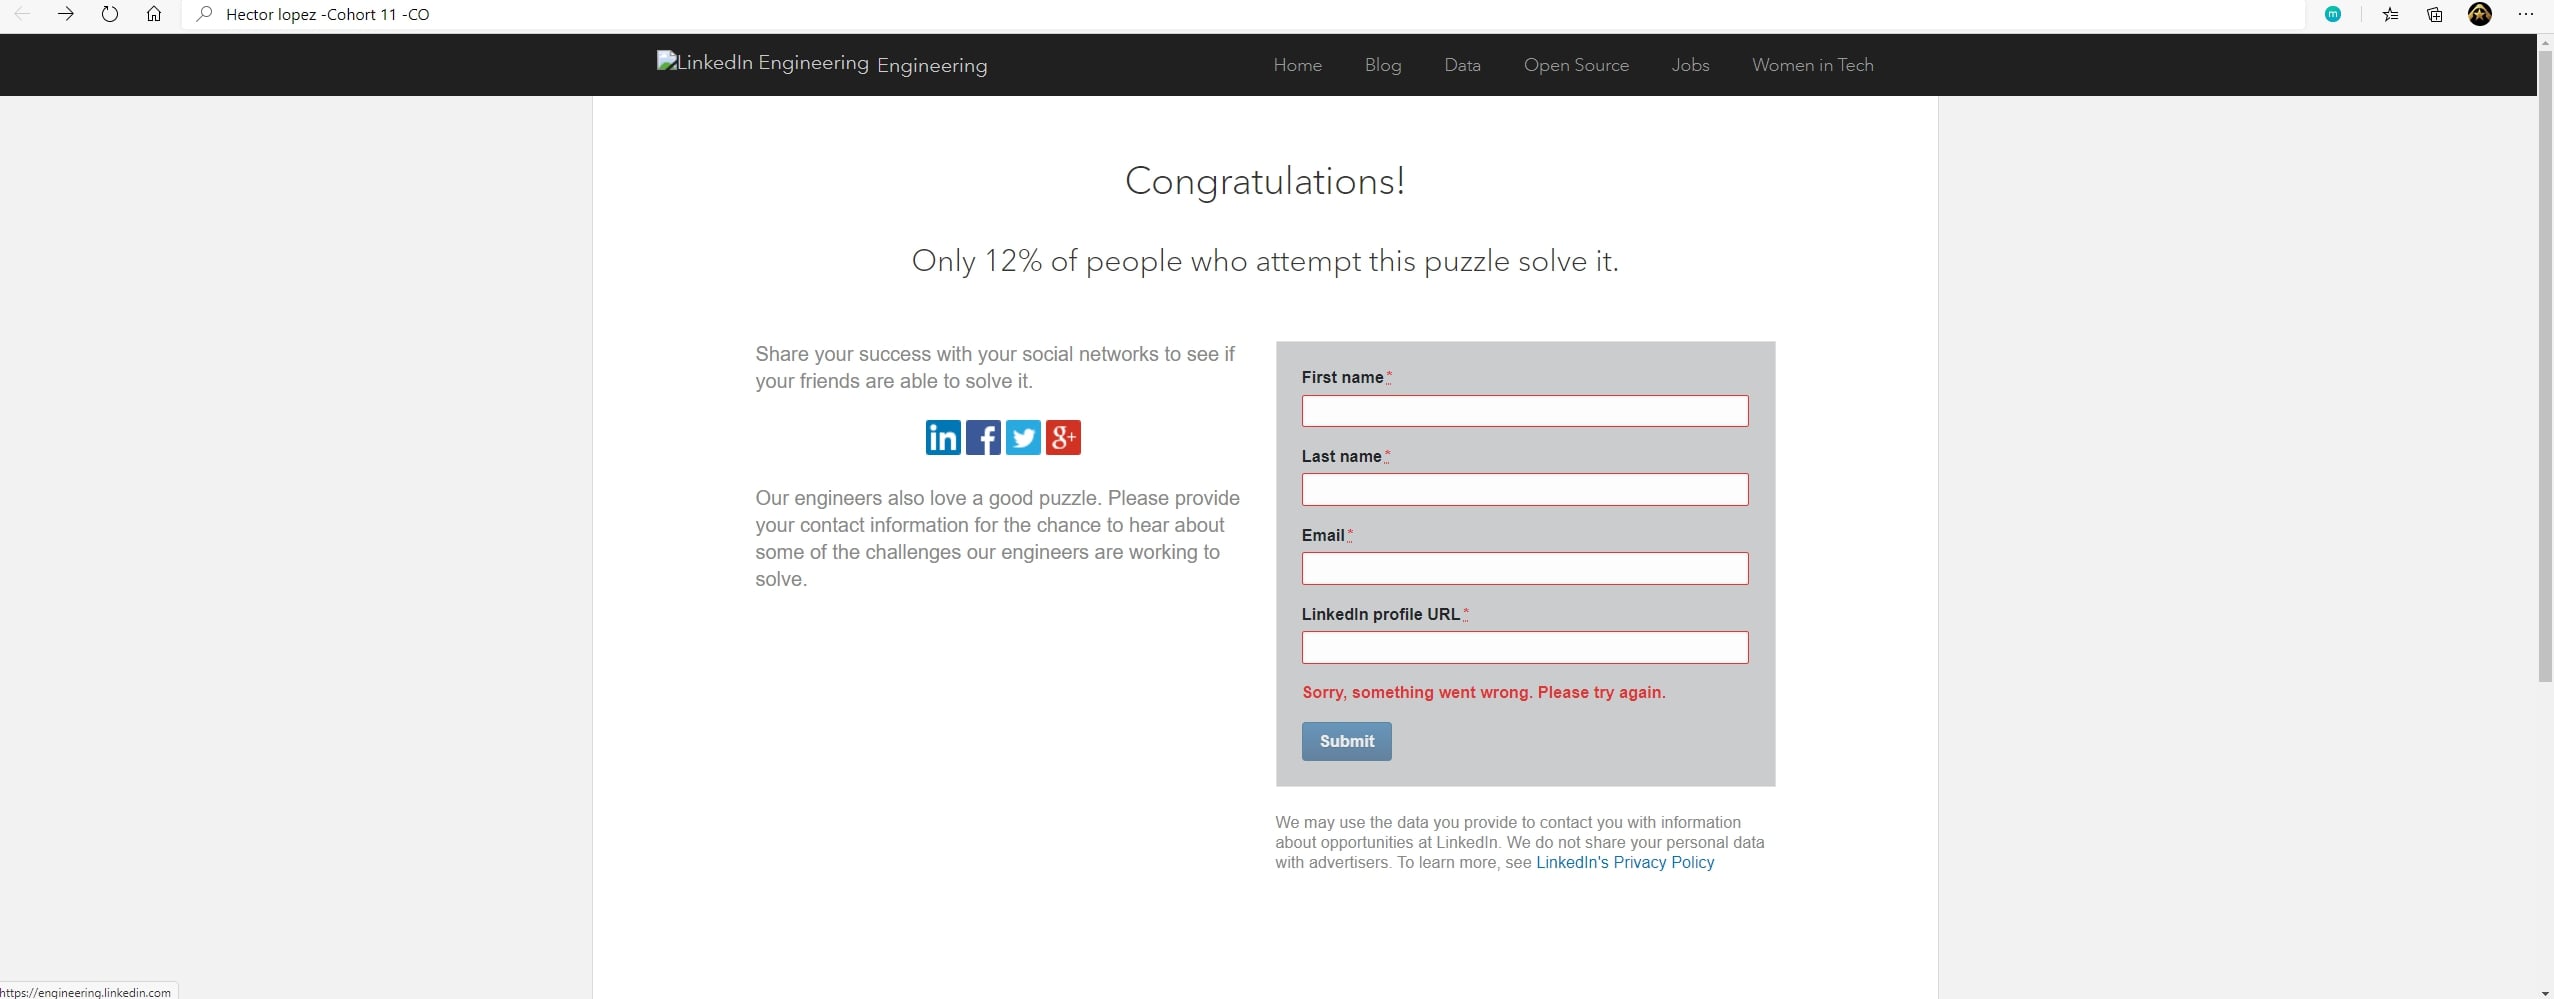 Hector lopez -Cohort 11 -CO
m
LinkedIn Engineering Engineering Home Blog Data Open Source Jobs Women in Tech
Congratulations!
Only 12% of people who attempt this puzzle solve it.
Share your success with your social networks to see if
your friends are able to solve it.
in f g+
Our engineers also love a good puzzle. Please provide
your contact information for the chance to hear about
some of the challenges our engineers are working to
solve.
First name*
Last name*
Email*
LinkedIn profile URL*
Sorry, something went wrong. Please try again.
Submit
We may use the data you provide to contact you with information
about opportunities at LinkedIn. We do not share your personal data
with advertisers. To learn more, see LinkedIn's Privacy Policy
https://engineering.linkedin.com